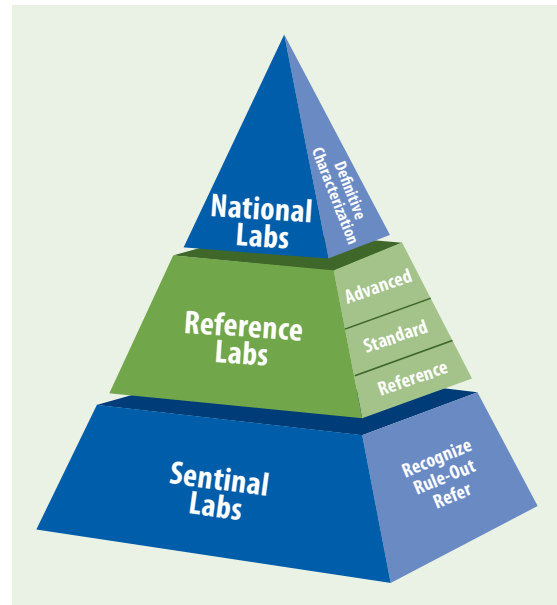 National
Labs
Definitive
Characterization
Reference
Labs
Advanced
Standard
Reference
Sentinal
Labs
Recognize
Rule-Out
Refer